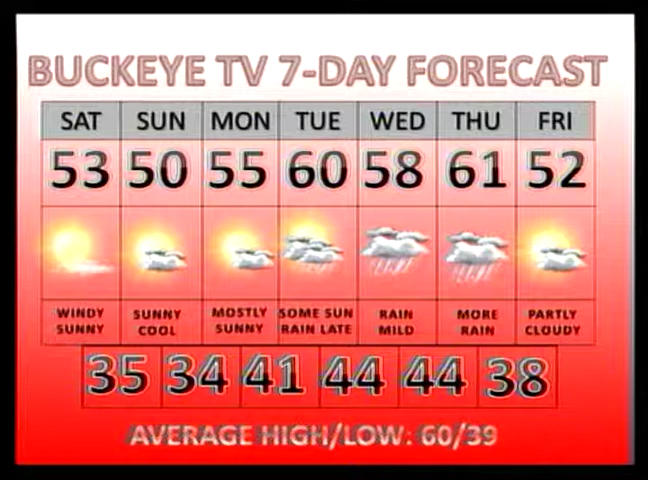 BUCKEYE TV 7-DAY FORECAST
SAT SUN MON TUE WED THU FRI
53 50 55 60 58 61 52
WINDY SUNNY MOSTLY SOME SUN RAIN MORE PARTLY
SUNNY COOL SUNNY RAIN LATE MILD RAIN CLOUDY
35 34 41 44 44 38
AVERAGE HIGH/LOW: 60/39